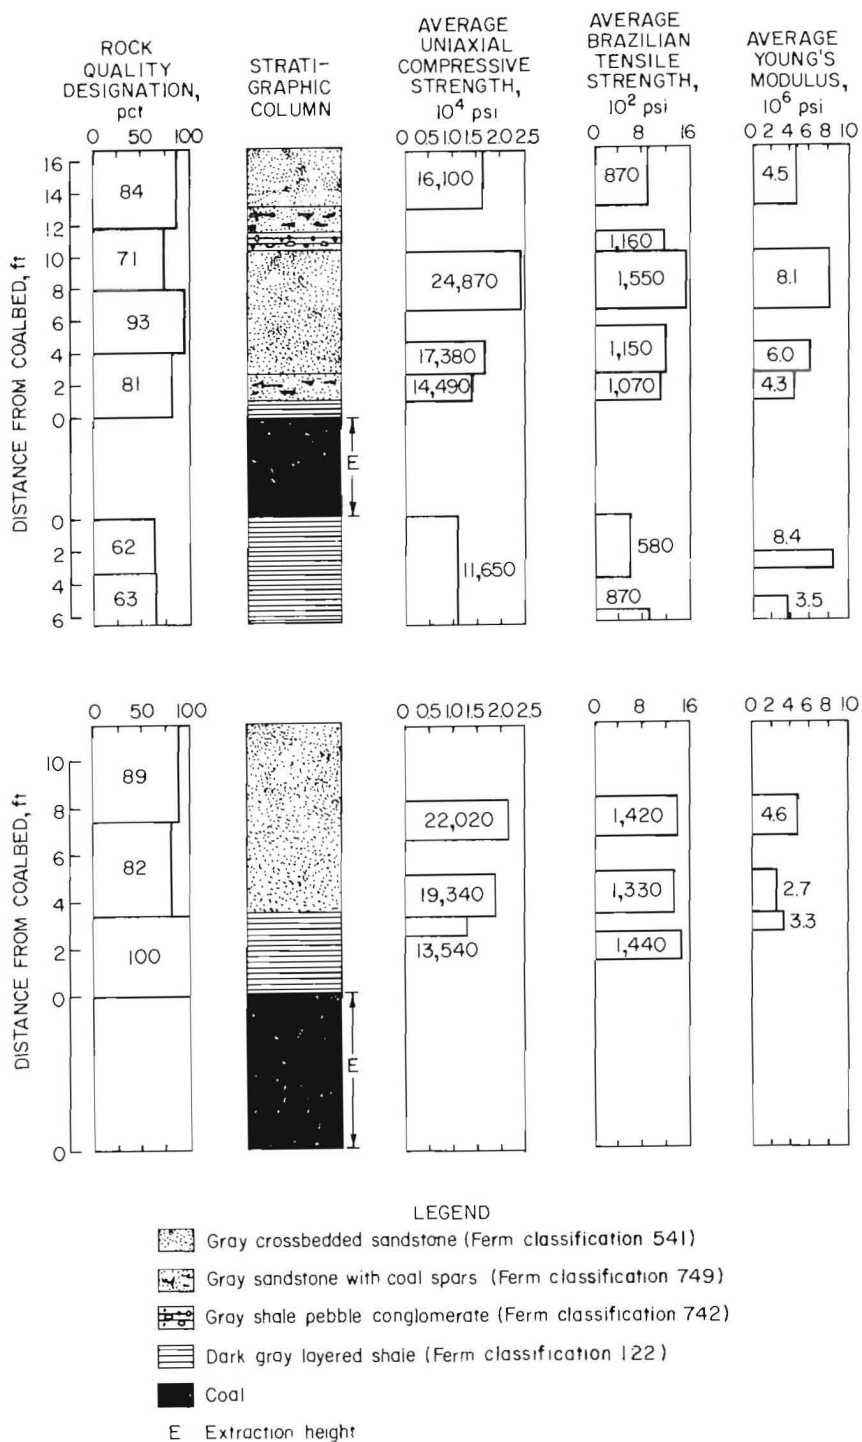 ROCK
QUALITY
DESIGNATION,
pct
STRATI-
GRAPHIC
COLUMN
AVERAGE
UNIAXIAL
COMPRESSIVE
STRENGTH,
10⁴ psi
AVERAGE
BRAZILIAN
TENSILE
STRENGTH,
10² psi
AVERAGE
YOUNG'S
MODULUS,
10⁶ psi
0 50 100
0 0.5 1.0 1.5 2.0 2.5
0 8 16
0 2 4 6 8 10
DISTANCE FROM COALBED, ft
16
14
12
10
8
6
4
2
0
0
2
4
6
84
71
93
81
62
63
E
16,100
24,870
17,380
14,490
11,650
870
1,160
1,550
1,150
1,070
580
870
4.5
8.1
6.0
4.3
8.4
3.5
0 50 100
0 0.5 1.0 1.5 2.0 2.5
0 8 16
0 2 4 6 8 10
DISTANCE FROM COALBED, ft
10
8
6
4
2
0
0
89
82
100
E
22,020
19,340
13,540
1,420
1,330
1,440
4.6
2.7
3.3
LEGEND
Gray crossbedded sandstone (Ferm classification 541)
Gray sandstone with coal spars (Ferm classification 749)
Gray shale pebble conglomerate (Ferm classification 742)
Dark gray layered shale (Ferm classification 122)
Coal
E Extraction height